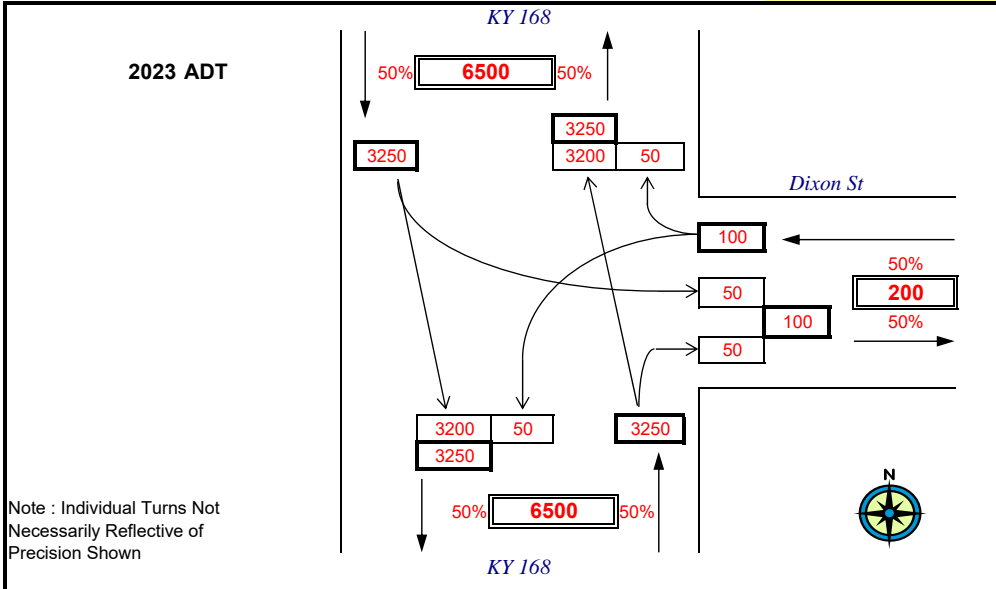 KY 168
2023 ADT
50% 6500 50%
3250
3250
3200 50
Dixon St
100
50%
50
200
100
50%
50
3200 50
3250
3250
N
Note : Individual Turns Not
Necessarily Reflective of
Precision Shown
50% 6500 50%
KY 168